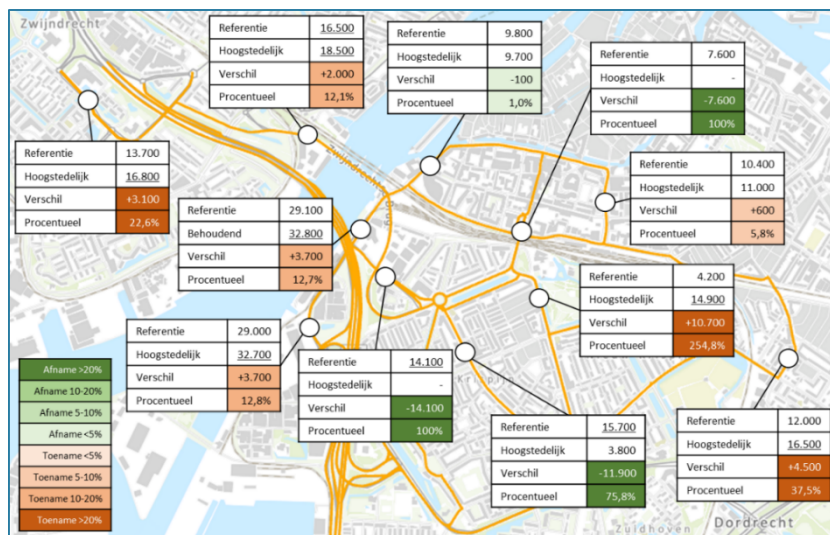 Zwijndrecht
Referentie 16.500
Hoogstedelijk 18.500
Verschil +2.000
Procentueel 12,1%
Referentie 9.800
Hoogstedelijk 9.700
Verschil -100
Procentueel 1,0%
Referentie 7.600
Hoogstedelijk -
Verschil -7.600
Procentueel 100%
Referentie 13.700
Hoogstedelijk 16.800
Verschil +3.100
Procentueel 22,6%
Referentie 10.400
Hoogstedelijk 11.000
Verschil +600
Procentueel 5,8%
Referentie 29.100
Behoudend 32.800
Verschil +3.700
Procentueel 12,7%
Referentie 4.200
Hoogstedelijk 14.900
Verschil +10.700
Procentueel 254,8%
Referentie 29.000
Hoogstedelijk 32.700
Verschil +3.700
Procentueel 12,8%
Referentie 14.100
Hoogstedelijk -
Verschil -14.100
Procentueel 100%
Referentie 15.700
Hoogstedelijk 3.800
Verschil -11.900
Procentueel 75,8%
Referentie 12.000
Hoogstedelijk 16.500
Verschil +4.500
Procentueel 37,5%
Afname >20%
Afname 10-20%
Afname 5-10%
Afname <5%
Toename <5%
Toename 5-10%
Toename 10-20%
Toename >20%
Zuidhoven
Dordrecht